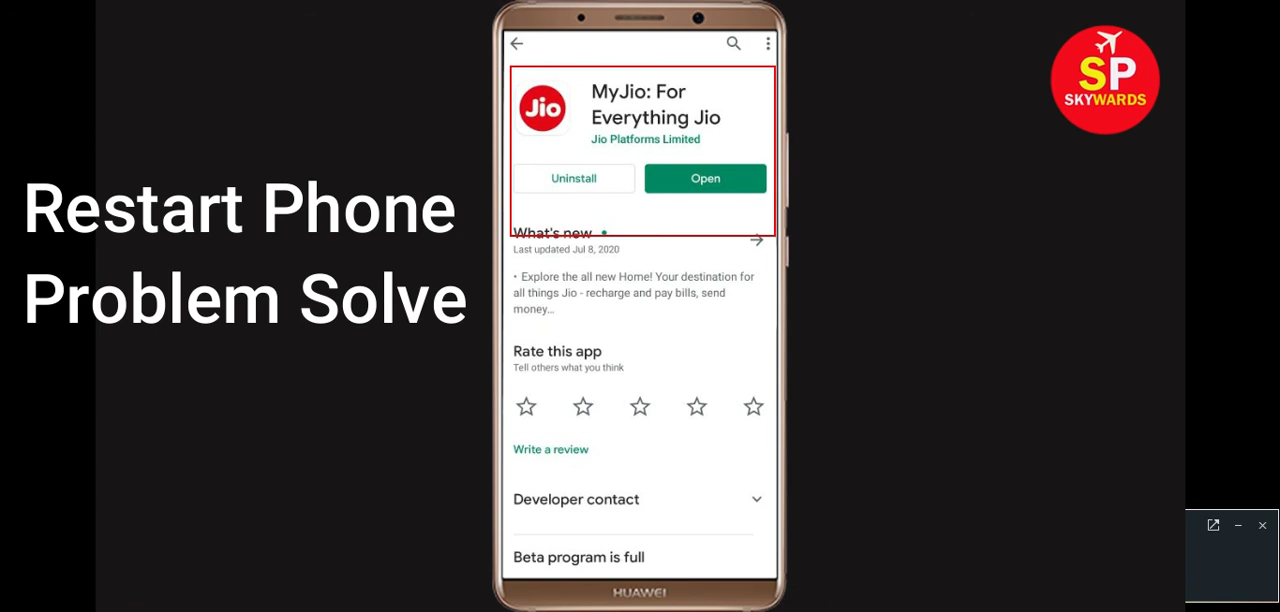 Restart Phone
Problem Solve
Jio
MyJio: For
Everything Jio
Jio Platforms Limited
Uninstall
Open
What's new
Last updated Jul 8, 2020
• Explore the all new Home! Your destination for
all things Jio - recharge and pay bills, send
money...
Rate this app
Tell others what you think
Write a review
Developer contact
Beta program is full
HUAWEI
SP
SKYWARDS